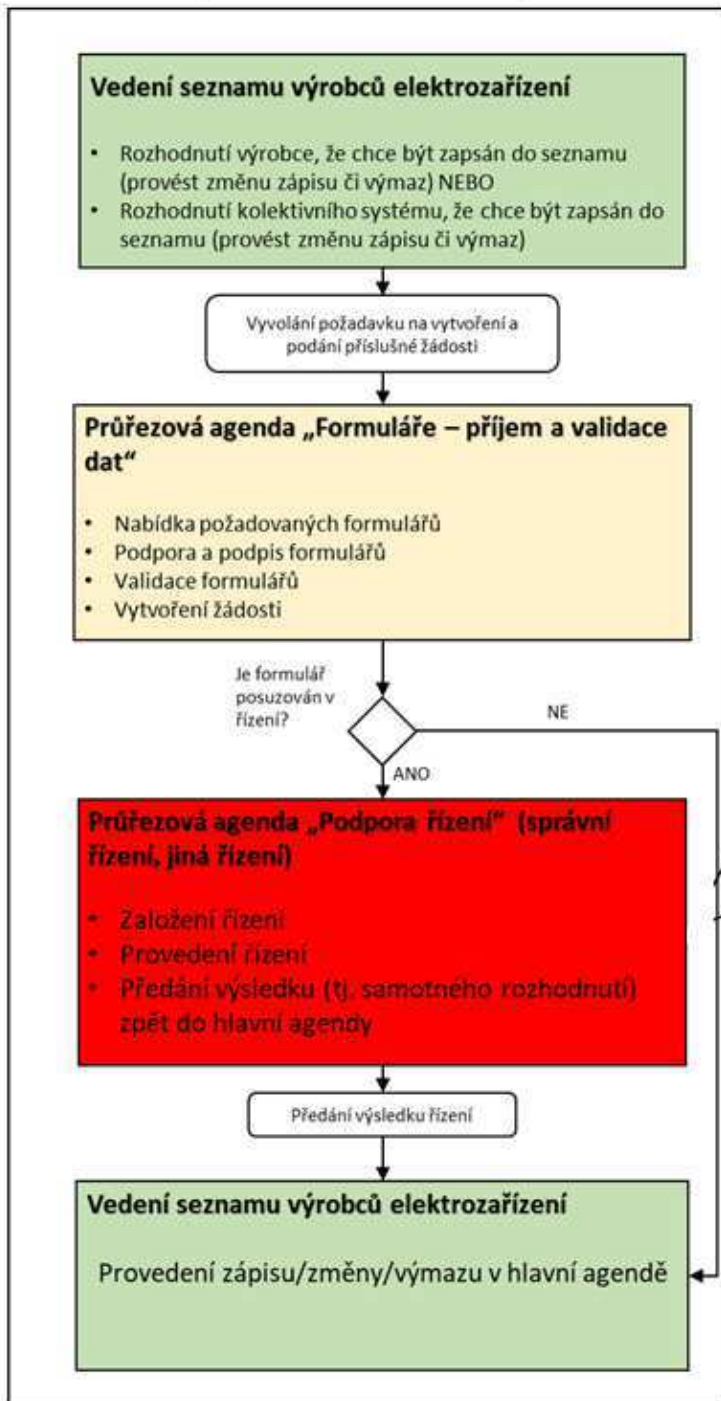 Vedení seznamu výrobců elektrozařízení
• Rozhodnutí výrobce, že chce být zapsán do seznamu
(provést změnu zápisu či výmaz) NEBO
• Rozhodnutí kolektivního systému, že chce být zapsán do
seznamu (provést změnu zápisu či výmaz)
Vyvolání požadavku na vytvoření a
podání příslušné žádosti
Průřezová agenda „Formuláře – příjem a validace
dat“
• Nabídka požadovaných formulářů
• Podpora a podpis formulářů
• Validace formulářů
• Vytvoření žádosti
Je formulář
posuzován v
řízení?
NE
ANO
Průřezová agenda „Podpora řízení“ (správní
řízení, jiná řízení)
• Založení řízení
• Provedení řízení
• Předání výsledku (tj. samotného rozhodnutí)
zpět do hlavní agendy
Předání výsledku řízení
Vedení seznamu výrobců elektrozařízení
Provedení zápisu/změny/výmazu v hlavní agendě